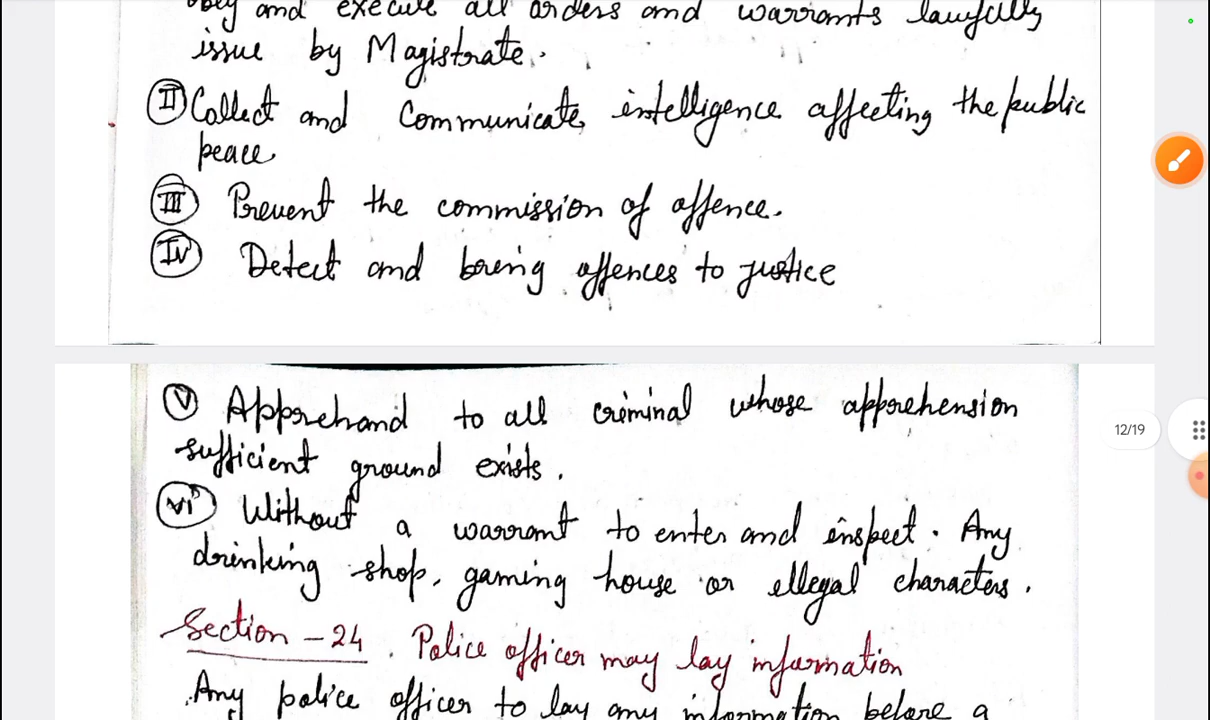 obey and execute all orders and warrants lawfully
issue by Magistrate.
II Collect and Communicate, intelligence affecting the public
peace
III Prevent the commission of offence.
IV Detect and bring offences to justice
V Apprehand to all criminal whose apprehension
sufficient ground exists.
VI Without a warrant to enter and inspect. Any
drinking shop, gaming house or ellegal characters.
12/19
Section - 24. Police officer may lay information
Any police officer to lay any information before a